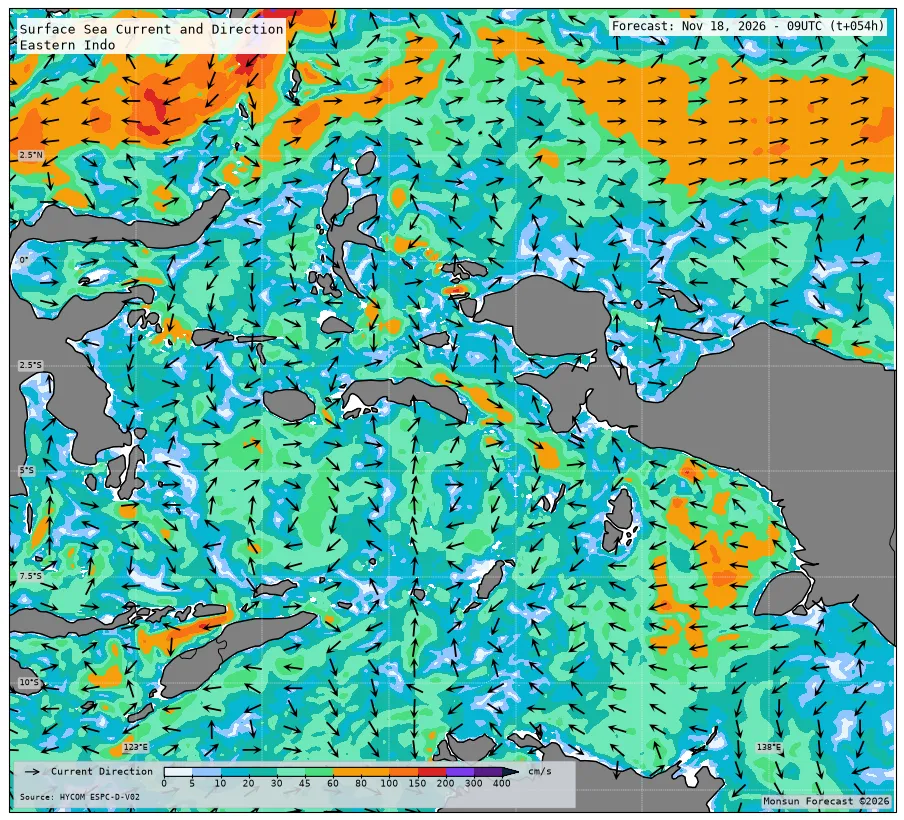 Surface Sea Current and Direction
Eastern Indo
Forecast: Nov 18, 2026 - 09UTC (t+054h)
2.5°N
0°
2.5°S
5°S
7.5°S
10°S
123°E
138°E
Current Direction
0 5 10 20 30 45 60 80 100 150 200 300 400
cm/s
Source: HYCOM ESPC-D-V02
Monsun Forecast ©2026